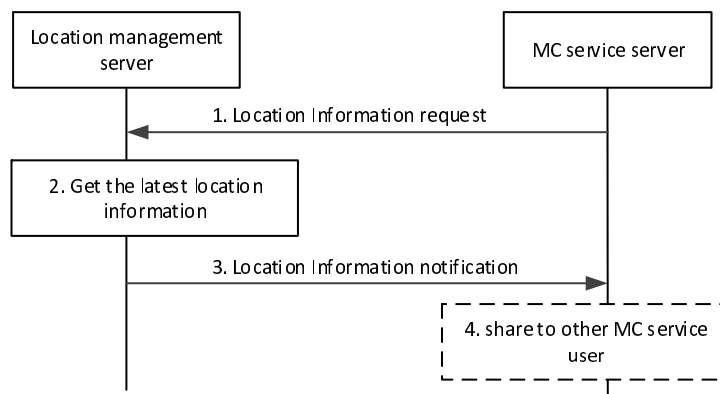 Location management
server
MC service server
1. Location Information request
2. Get the latest location
information
3. Location Information notification
4. share to other MC service
user